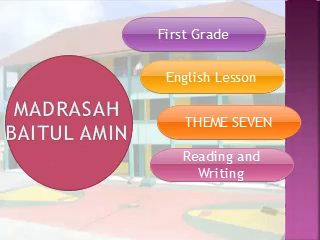 First Grade
English Lesson
MADRASAH
BAITUL AMIN
THEME SEVEN
Reading and
Writing